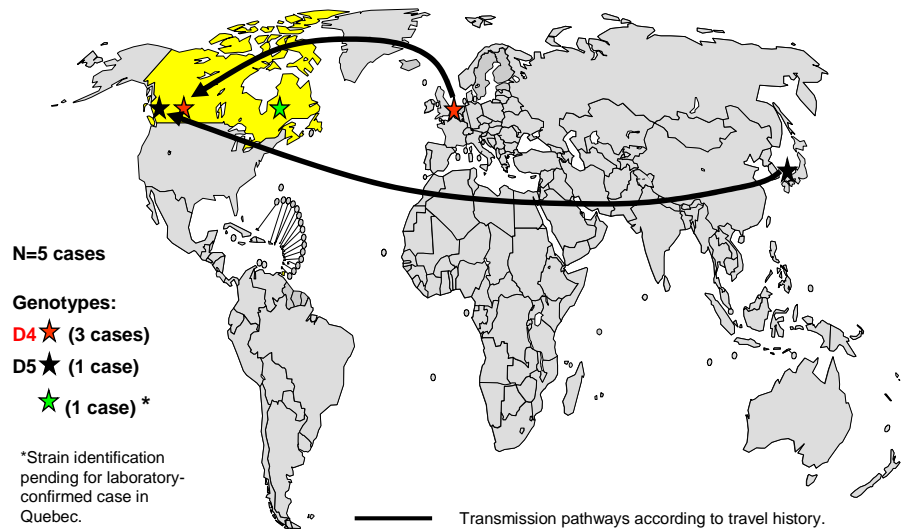 N=5 cases
Genotypes:
D4 (3 cases)
D5 (1 case)
(1 case) *
*Strain identification
pending for laboratory-
confirmed case in
Quebec.
Transmission pathways according to travel history.